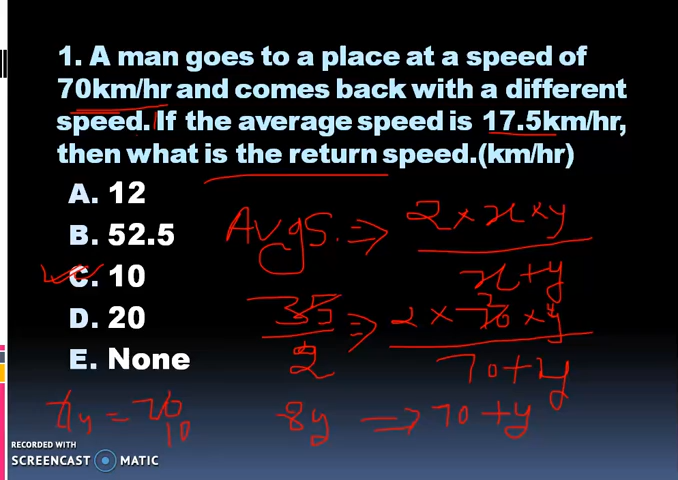 1. A man goes to a place at a speed of
70km/hr and comes back with a different
speed. If the average speed is 17.5km/hr,
then what is the return speed.(km/hr)
A. 12
B. 52.5
C. 10
D. 20
E. None
Avg S. ⇒ 2 × x × y
x + y
35 ⇒ 2 × 70 × y
2 70 + y
8y ⇒ 70 + y
7y = 70
10
RECORDED WITH
SCREENCAST MATIC